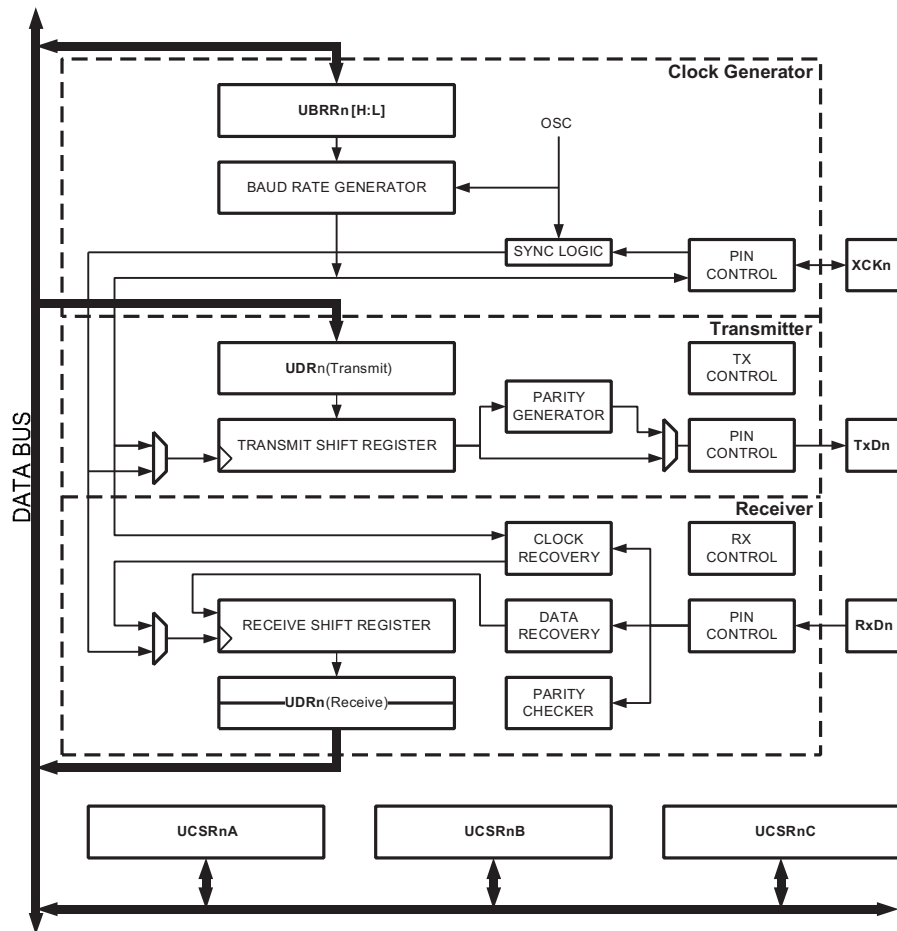 Clock Generator
UBRRn [H:L]
OSC
BAUD RATE GENERATOR
SYNC LOGIC
PIN
CONTROL
XCKn
Transmitter
UDRn(Transmit)
TX
CONTROL
PARITY
GENERATOR
TRANSMIT SHIFT REGISTER
PIN
CONTROL
TxDn
DATA BUS
Receiver
CLOCK
RECOVERY
RX
CONTROL
RECEIVE SHIFT REGISTER
DATA
RECOVERY
PIN
CONTROL
RxDn
UDRn(Receive)
PARITY
CHECKER
UCSRnA
UCSRnB
UCSRnC